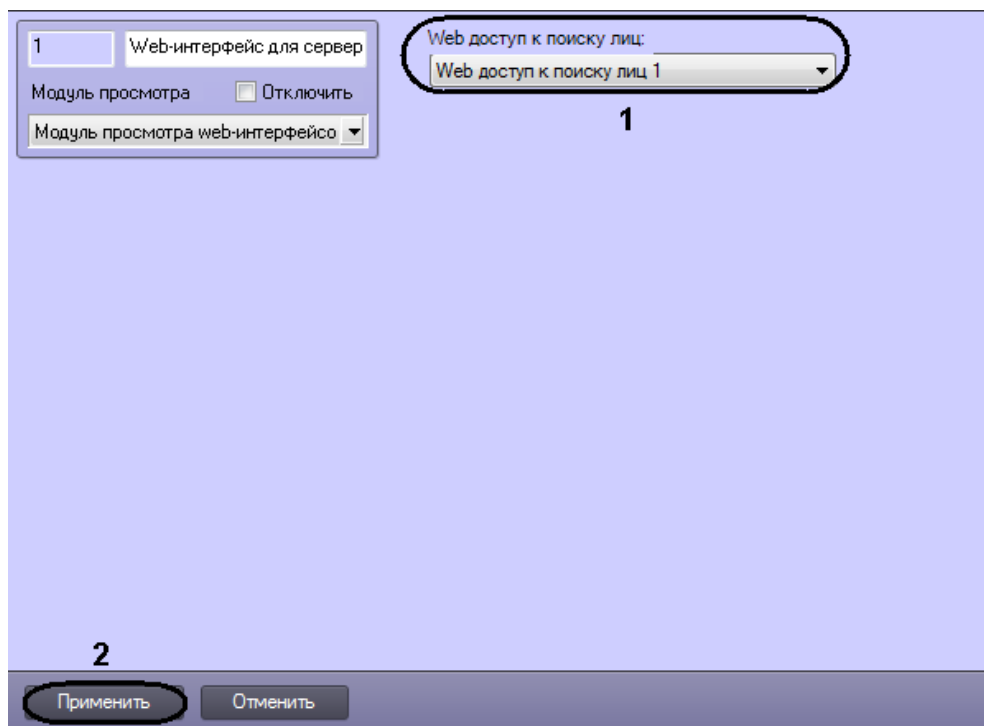 1
Web-интерфейс для сервер
Модуль просмотра
Отключить
Модуль просмотра web-интерфейсо
Web доступ к поиску лиц:
Web доступ к поиску лиц 1
1
2
Применить
Отменить